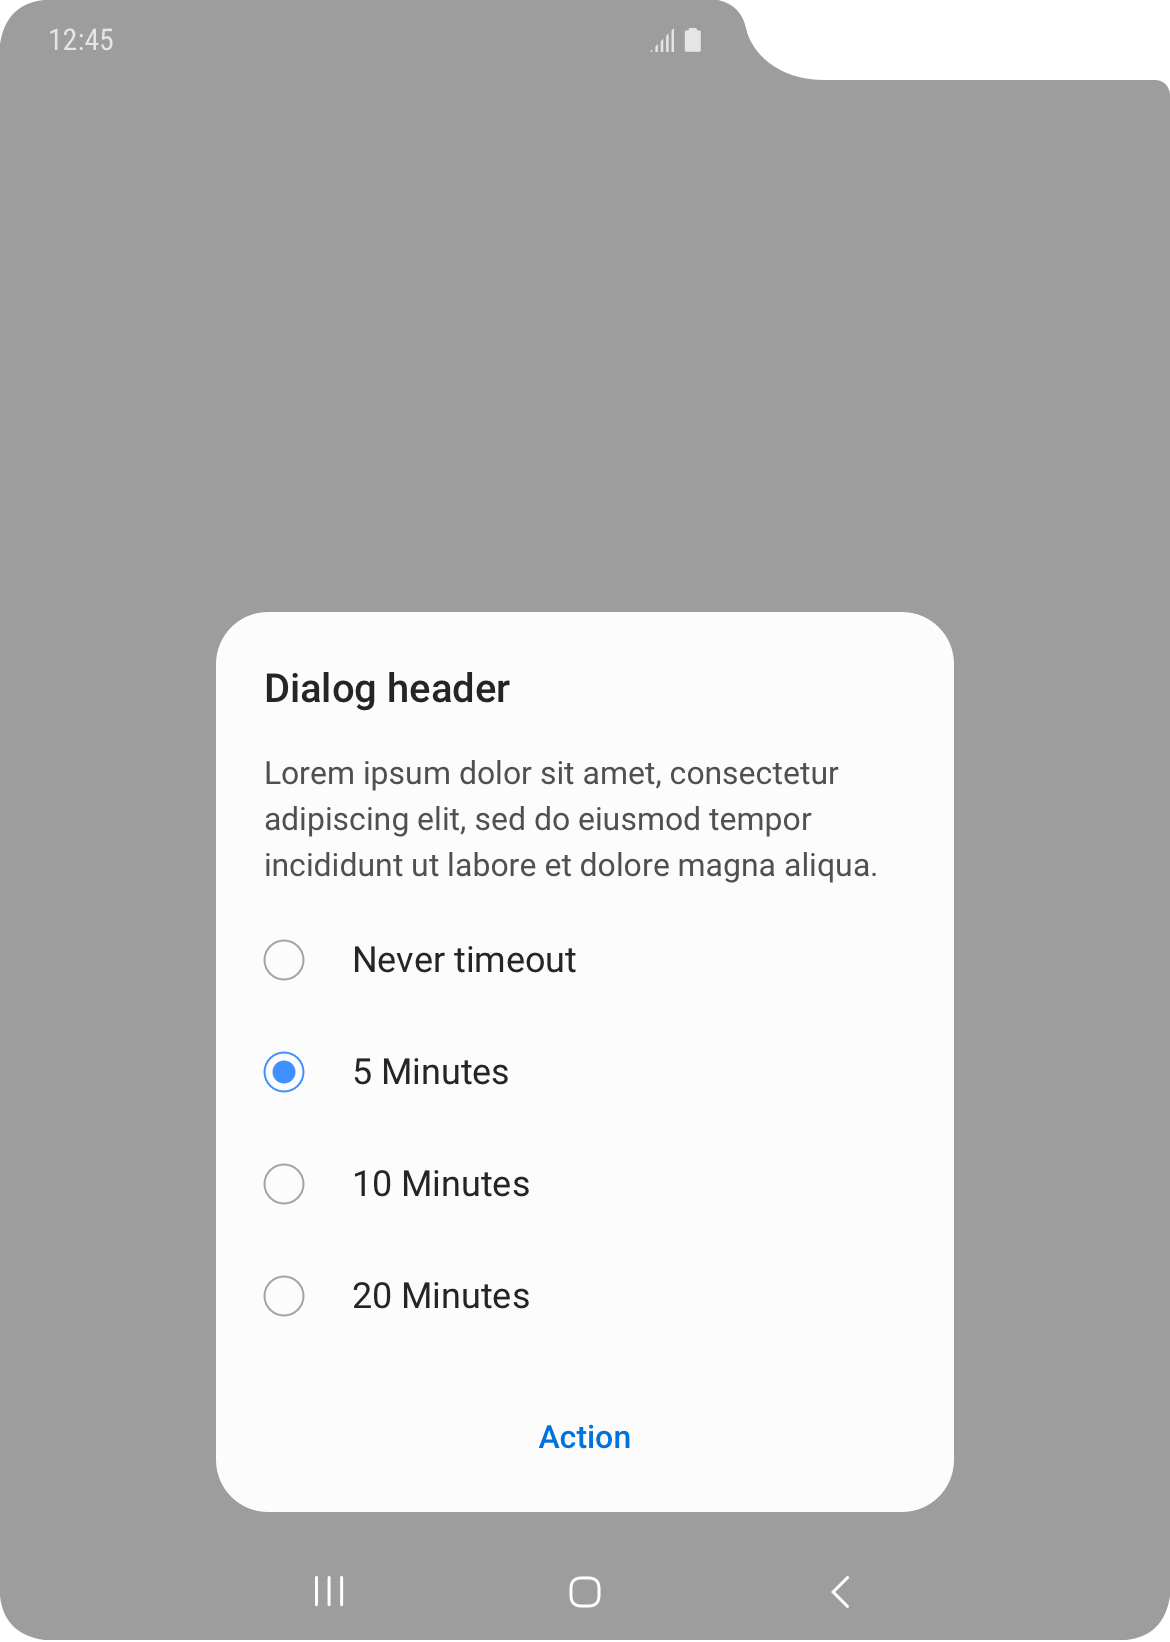 12:45
Dialog header
Lorem ipsum dolor sit amet, consectetur
adipiscing elit, sed do eiusmod tempor
incididunt ut labore et dolore magna aliqua.
Never timeout
5 Minutes
10 Minutes
20 Minutes
Action